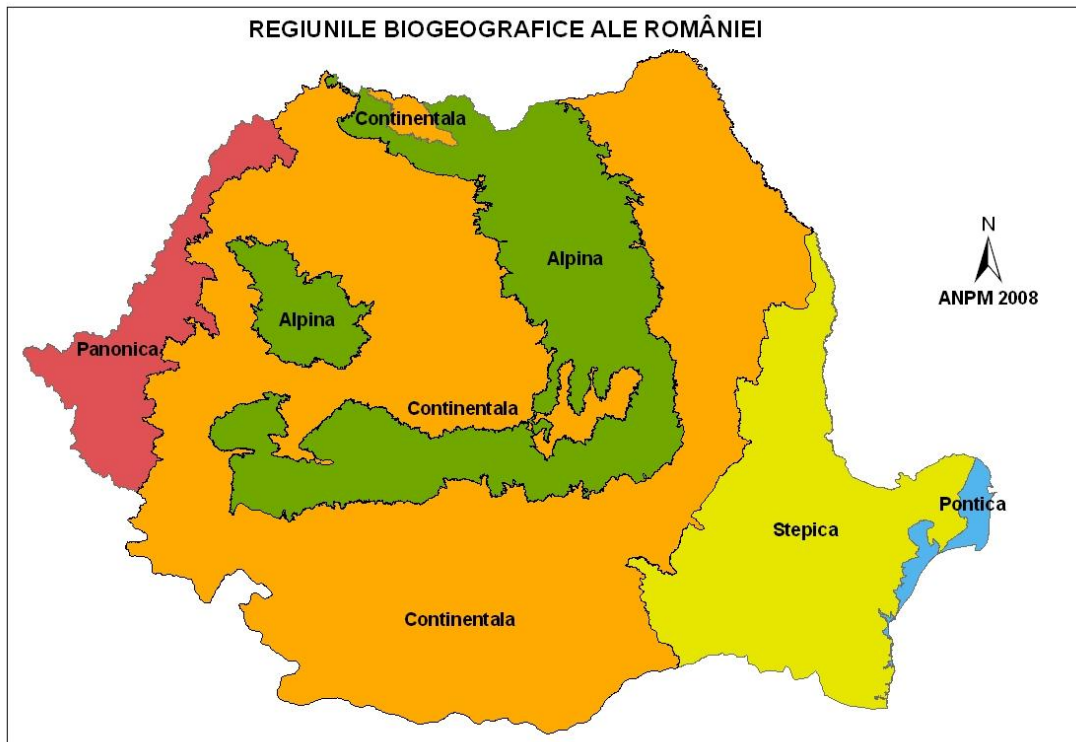 REGIUNILE BIOGEOGRAFICE ALE ROMÂNIEI
Continentala
N
Alpina
ANPM 2008
Alpina
Panonica
Continentala
Pontica
Stepica
Continentala